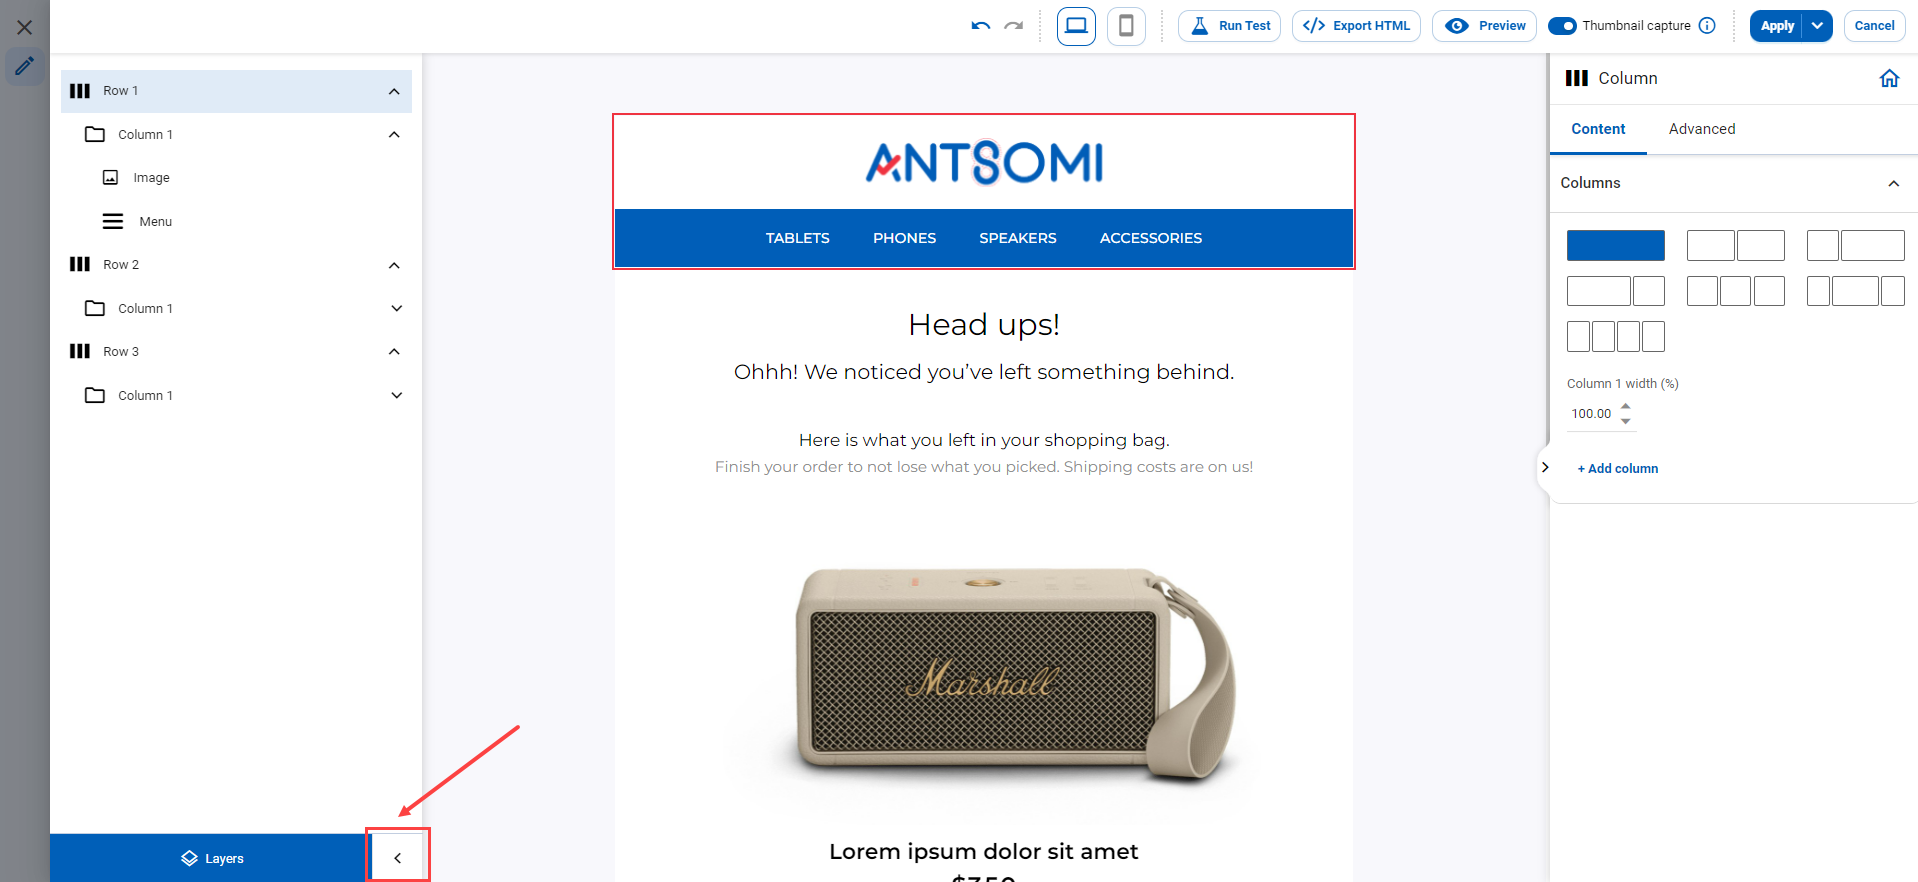 Run Test
Export HTML
Preview
Thumbnail capture
Apply
Cancel
Row 1
Column 1
Image
Menu
Row 2
Column 1
Row 3
Column 1
Layers
ANTSOMI
TABLETS PHONES SPEAKERS ACCESSORIES
Head ups!
Ohhh! We noticed you’ve left something behind.
Here is what you left in your shopping bag.
Finish your order to not lose what you picked. Shipping costs are on us!
Marshall
Lorem ipsum dolor sit amet
$350
Column
Content Advanced
Columns
Column 1 width (%)
100.00
+ Add column